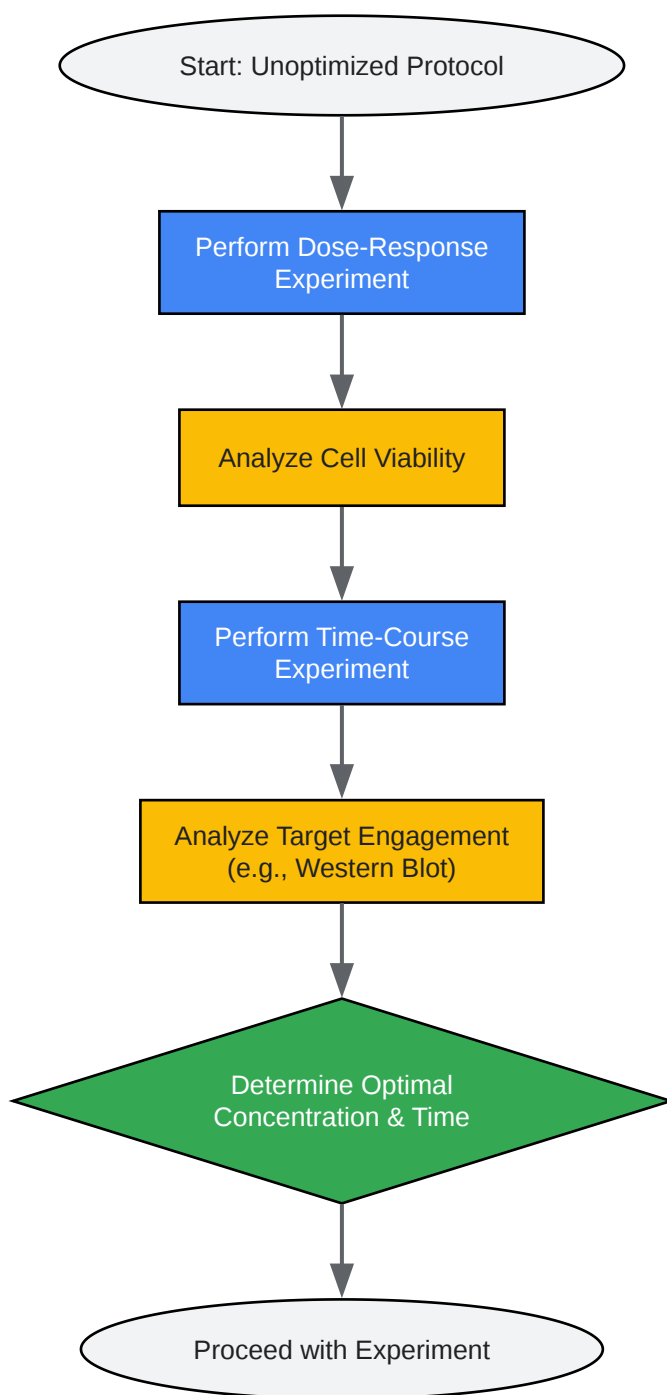 Start: Unoptimized Protocol
Perform Dose-Response
Experiment
Analyze Cell Viability
Perform Time-Course
Experiment
Analyze Target Engagement
(e.g., Western Blot)
Determine Optimal
Concentration & Time
Proceed with Experiment